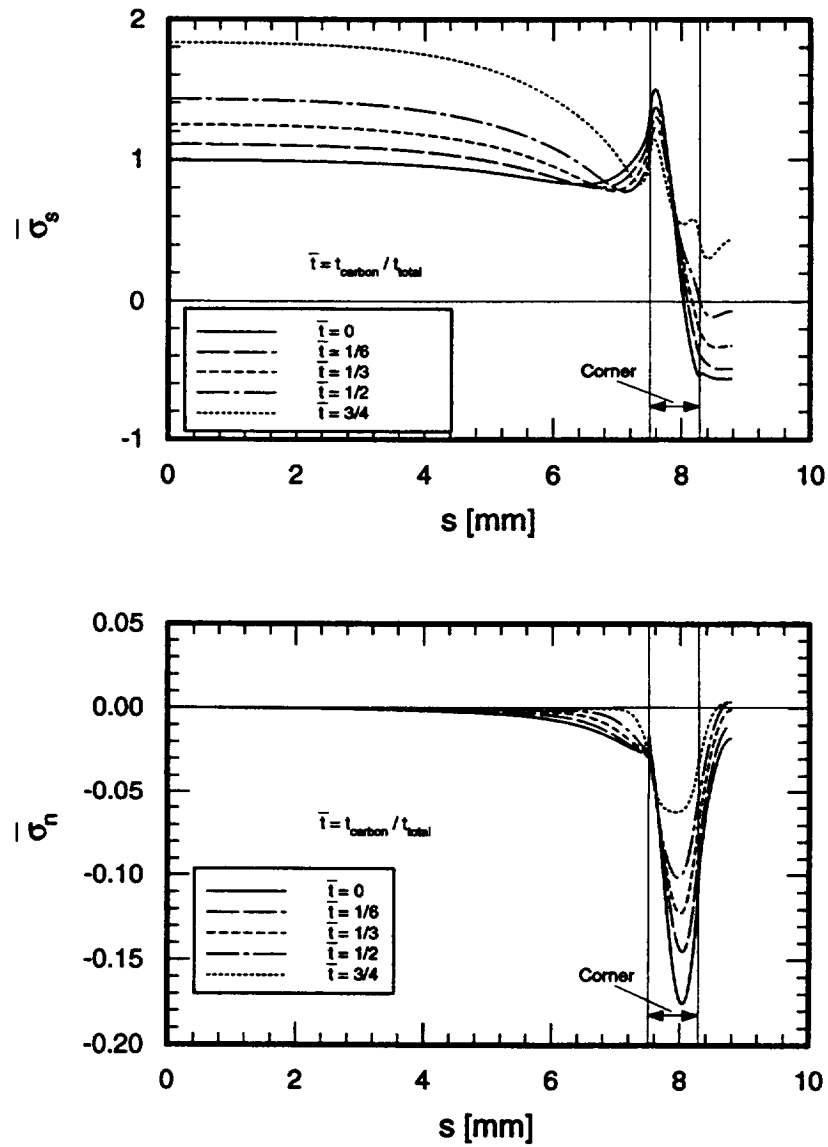 2
1
0
-1
σ̅s
t̅ = tcarbon / ttotal
t̅ = 0
t̅ = 1/6
t̅ = 1/3
t̅ = 1/2
t̅ = 3/4
Corner
0 2 4 6 8 10
s [mm]
0.05
0.00
-0.05
-0.10
-0.15
-0.20
σ̅n
t̅ = tcarbon / ttotal
t̅ = 0
t̅ = 1/6
t̅ = 1/3
t̅ = 1/2
t̅ = 3/4
Corner
0 2 4 6 8 10
s [mm]